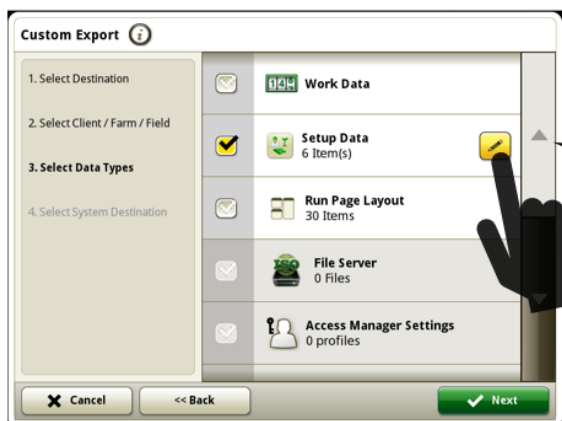 Custom Export
1. Select Destination
2. Select Client / Farm / Field
3. Select Data Types
4. Select System Destination
Work Data
Setup Data
6 Item(s)
Run Page Layout
30 Items
ISO
File Server
0 Files
Access Manager Settings
0 profiles
Cancel
<< Back
Next